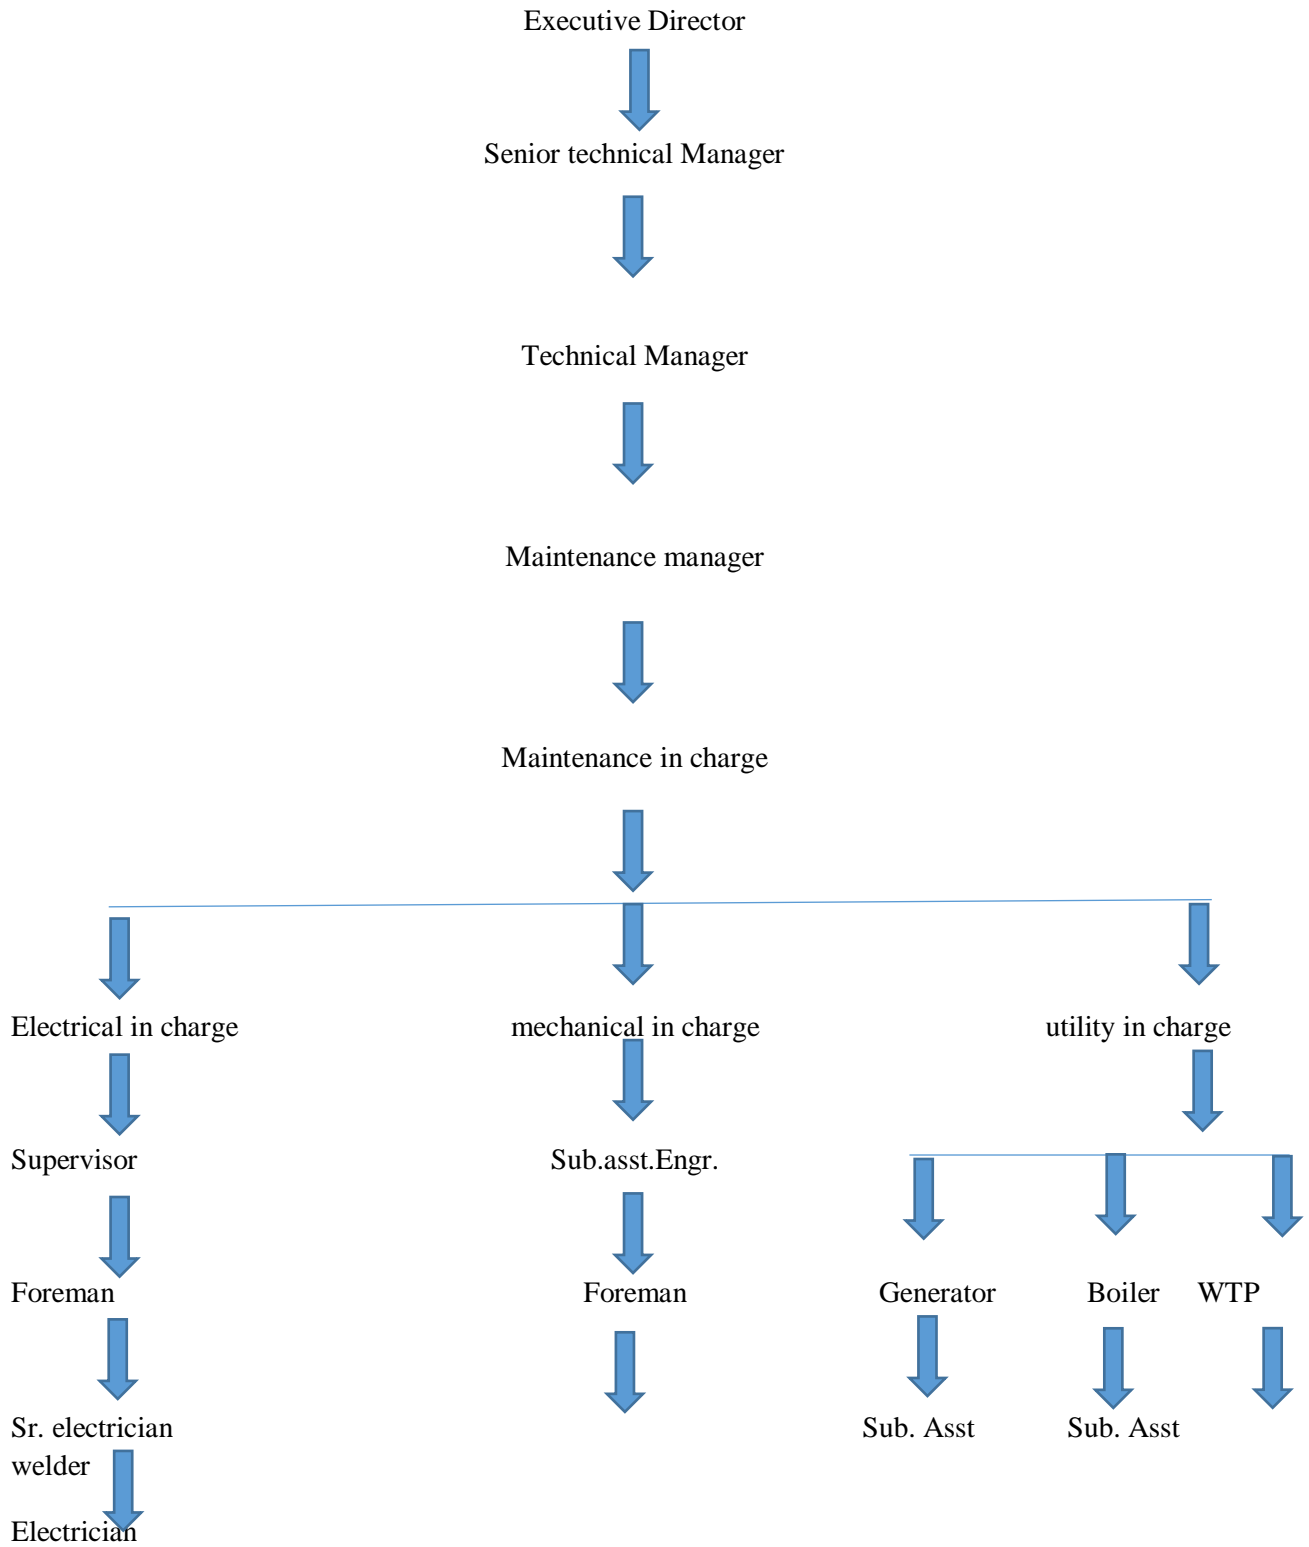 Executive Director
Senior technical Manager
Technical Manager
Maintenance manager
Maintenance in charge
Electrical in charge mechanical in charge utility in charge
Supervisor Sub.asst.Engr.
Foreman Foreman Generator Boiler WTP
Sr. electrician Sub. Asst Sub. Asst
welder
Electrician